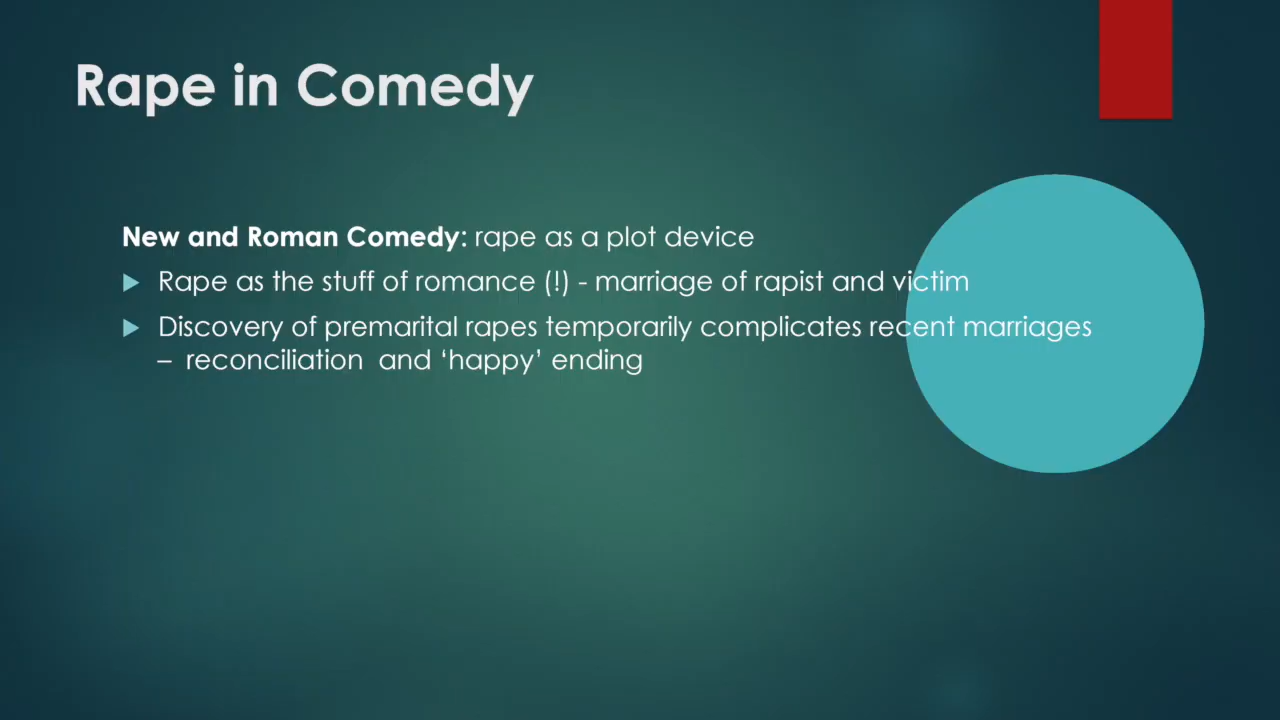 Rape in Comedy
New and Roman Comedy: rape as a plot device
Rape as the stuff of romance (!) - marriage of rapist and victim
Discovery of premarital rapes temporarily complicates recent marriages
– reconciliation and ‘happy’ ending